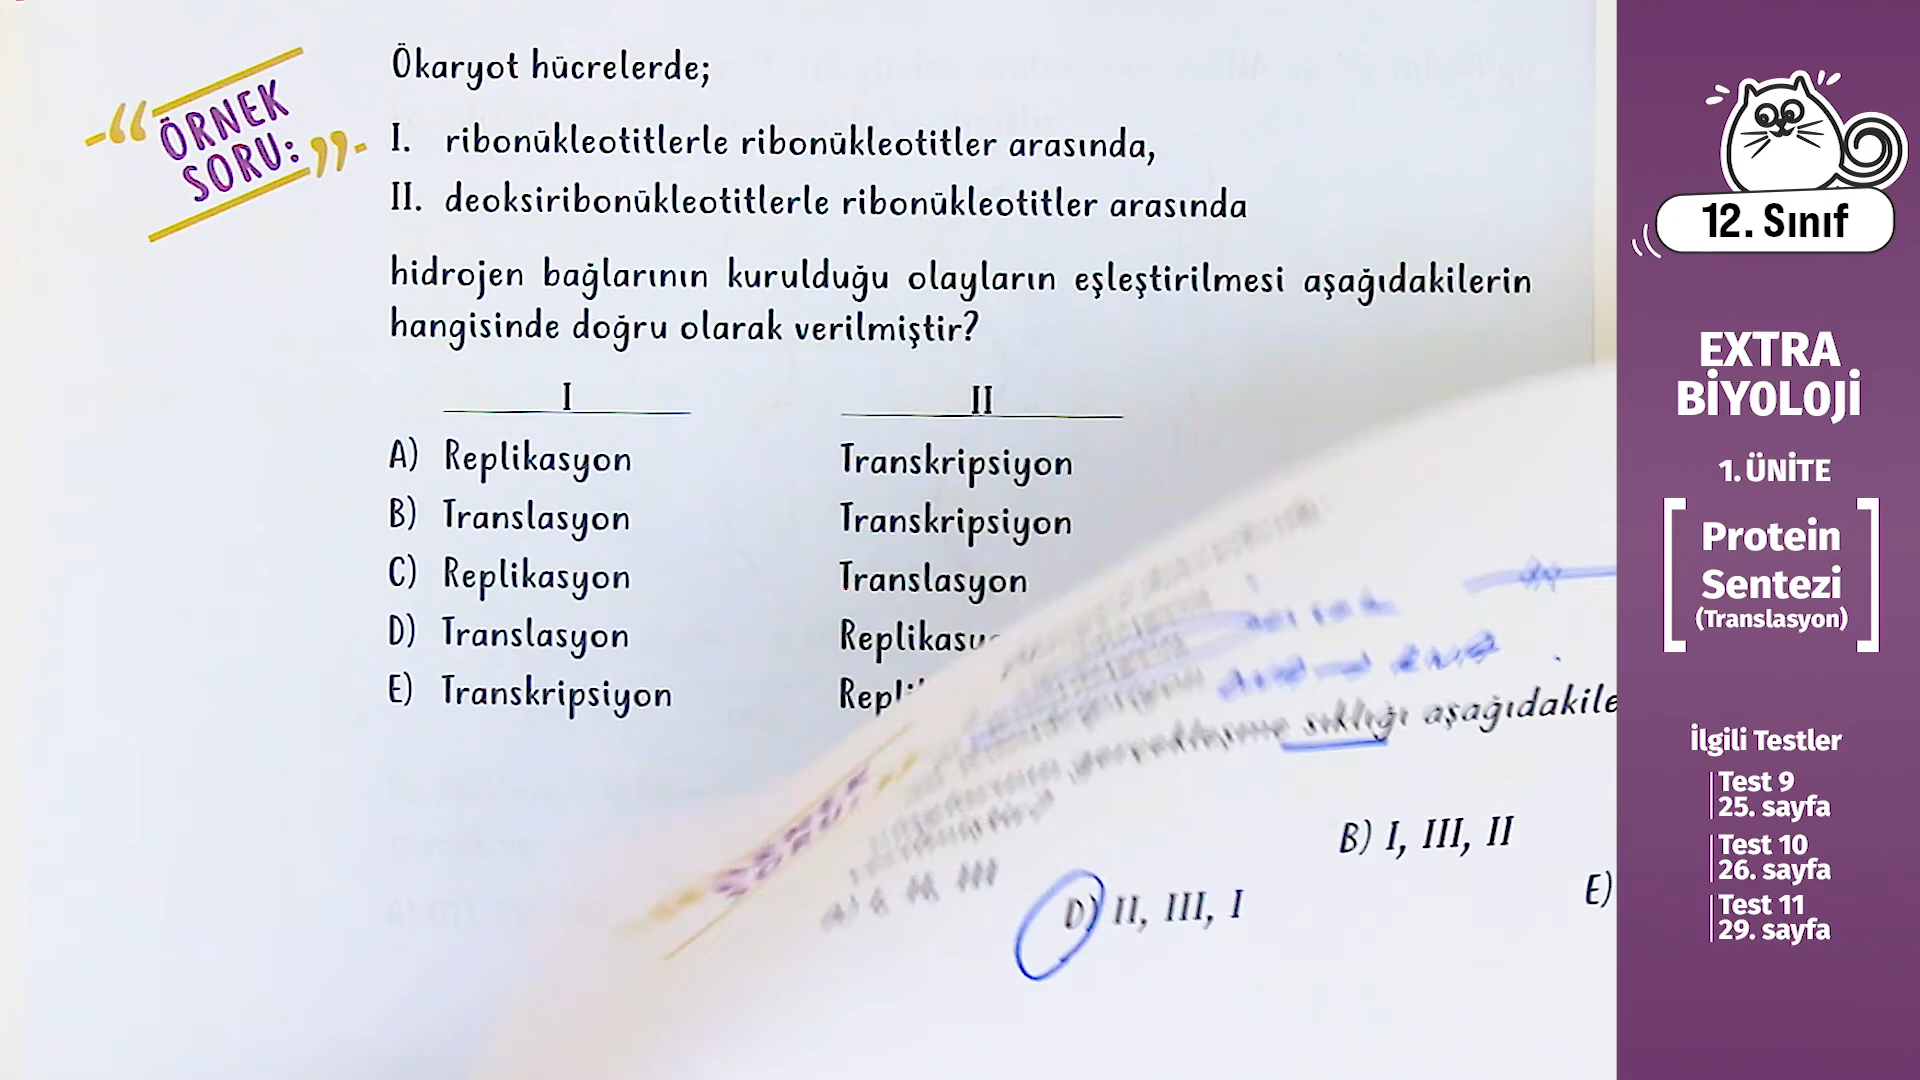 ÖRNEK
SORU:
Ökaryot hücrelerde;
I. ribonükleotitlerle ribonükleotitler arasında,
II. deoksiribonükleotitlerle ribonükleotitler arasında
hidrojen bağlarının kurulduğu olayların eşleştirilmesi aşağıdakilerin
hangisinde doğru olarak verilmiştir?
I II
A) Replikasyon Transkripsiyon
B) Translasyon Transkripsiyon
C) Replikasyon Translasyon
D) Translasyon
E) Transkripsiyon
sıklığı aşağıdakile
B) I, III, II
D) II, III, I
E)
12. Sınıf
EXTRA
BİYOLOJİ
1. ÜNİTE
Protein
Sentezi
(Translasyon)
İlgili Testler
Test 9
25. sayfa
Test 10
26. sayfa
Test 11
29. sayfa